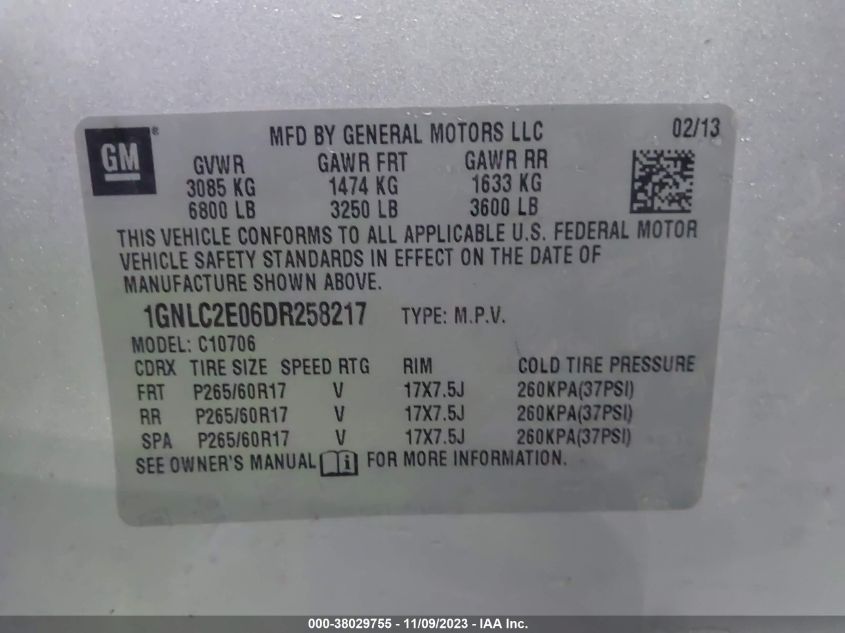 GM ®
MFD BY GENERAL MOTORS LLC 02/13
GVWR GAWR FRT GAWR RR
3085 KG 1474 KG 1633 KG
6800 LB 3250 LB 3600 LB
THIS VEHICLE CONFORMS TO ALL APPLICABLE U.S. FEDERAL MOTOR
VEHICLE SAFETY STANDARDS IN EFFECT ON THE DATE OF
MANUFACTURE SHOWN ABOVE.
1GNLC2E06DR258217 TYPE: M.P.V.
MODEL: C10706
CDRX TIRE SIZE SPEED RTG RIM COLD TIRE PRESSURE
FRT P265/60R17 V 17X7.5J 260KPA(37PSI)
RR P265/60R17 V 17X7.5J 260KPA(37PSI)
SPA P265/60R17 V 17X7.5J 260KPA(37PSI)
SEE OWNER'S MANUAL i FOR MORE INFORMATION.
000-38029755 - 11/09/2023 - IAA Inc.